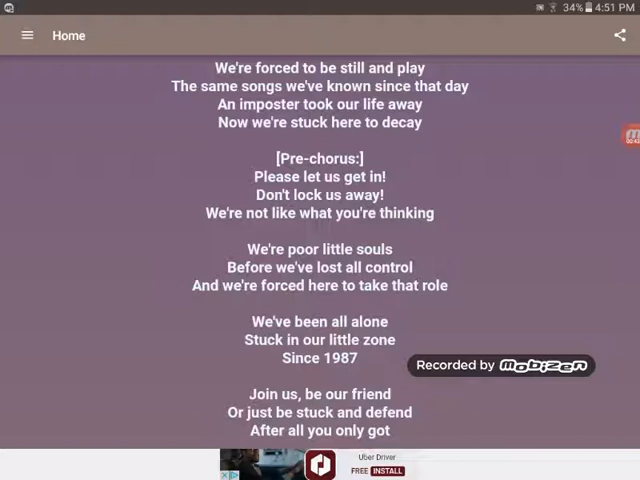 34% 4:51 PM
Home
We're forced to be still and play
The same songs we've known since that day
An imposter took our life away
Now we're stuck here to decay
[Pre-chorus:]
Please let us get in!
Don't lock us away!
We're not like what you're thinking
We're poor little souls
Before we've lost all control
And we're forced here to take that role
We've been all alone
Stuck in our little zone
Since 1987
Recorded by mobizen
Join us, be our friend
Or just be stuck and defend
After all you only got
Uber Driver
FREE INSTALL